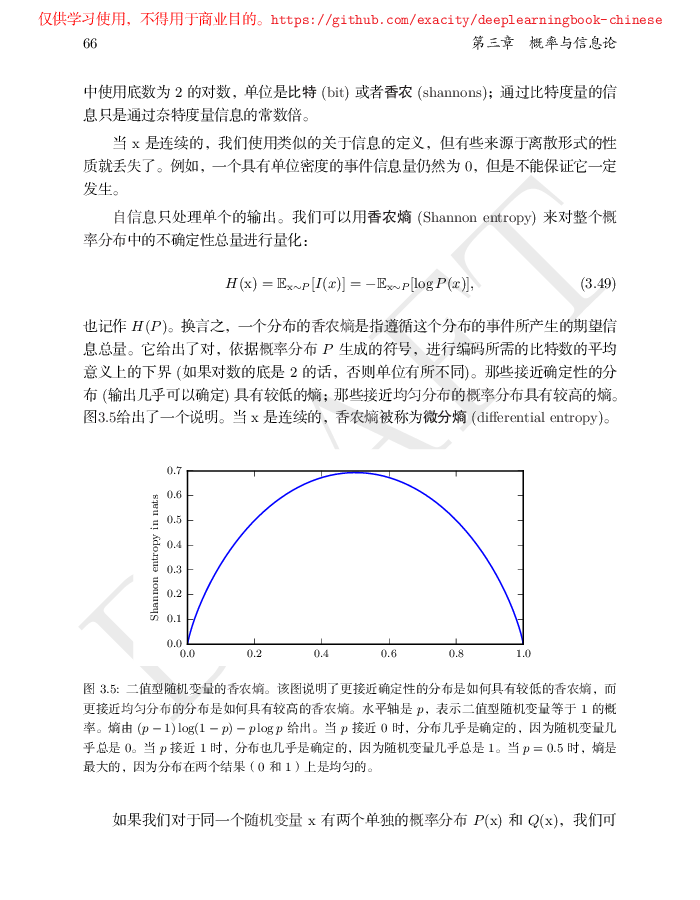 仅供学习使用，不得用于商业目的。https://github.com/exacity/deeplearningbook-chinese
66 第三章 概率与信息论
中使用底数为 2 的对数，单位是比特 (bit) 或者香农 (shannons)；通过比特度量的信
息只是通过奈特度量信息的常数倍。
当 x 是连续的，我们使用类似的关于信息的定义，但有些来源于离散形式的性
质就丢失了。例如，一个具有单位密度的事件信息量仍然为 0，但是不能保证它一定
发生。
自信息只处理单个的输出。我们可以用香农熵 (Shannon entropy) 来对整个概
率分布中的不确定性总量进行量化：
H(x) = 𝔼x∼P[I(x)] = −𝔼x∼P[log P(x)], (3.49)
也记作 H(P)。换言之，一个分布的香农熵是指遵循这个分布的事件所产生的期望信
息总量。它给出了对，依据概率分布 P 生成的符号，进行编码所需的比特数的平均
意义上的下界 (如果对数的底是 2 的话，否则单位有所不同)。那些接近确定性的分
布 (输出几乎可以确定) 具有较低的熵；那些接近均匀分布的概率分布具有较高的熵。
图3.5给出了一个说明。当 x 是连续的，香农熵被称为微分熵 (differential entropy)。
0.7
0.6
0.5
0.4
0.3
0.2
0.1
0.0
Shannon entropy in nats
0.0 0.2 0.4 0.6 0.8 1.0
图 3.5: 二值型随机变量的香农熵。该图说明了更接近确定性的分布是如何具有较低的香农熵，而
更接近均匀分布的分布是如何具有较高的香农熵。水平轴是 p，表示二值型随机变量等于 1 的概
率。熵由 (p − 1) log(1 − p) − p log p 给出。当 p 接近 0 时，分布几乎是确定的，因为随机变量几
乎总是 0。当 p 接近 1 时，分布也几乎是确定的，因为随机变量几乎总是 1。当 p = 0.5 时，熵是
最大的，因为分布在两个结果（0 和 1）上是均匀的。
如果我们对于同一个随机变量 x 有两个单独的概率分布 P(x) 和 Q(x)，我们可
DRAFT